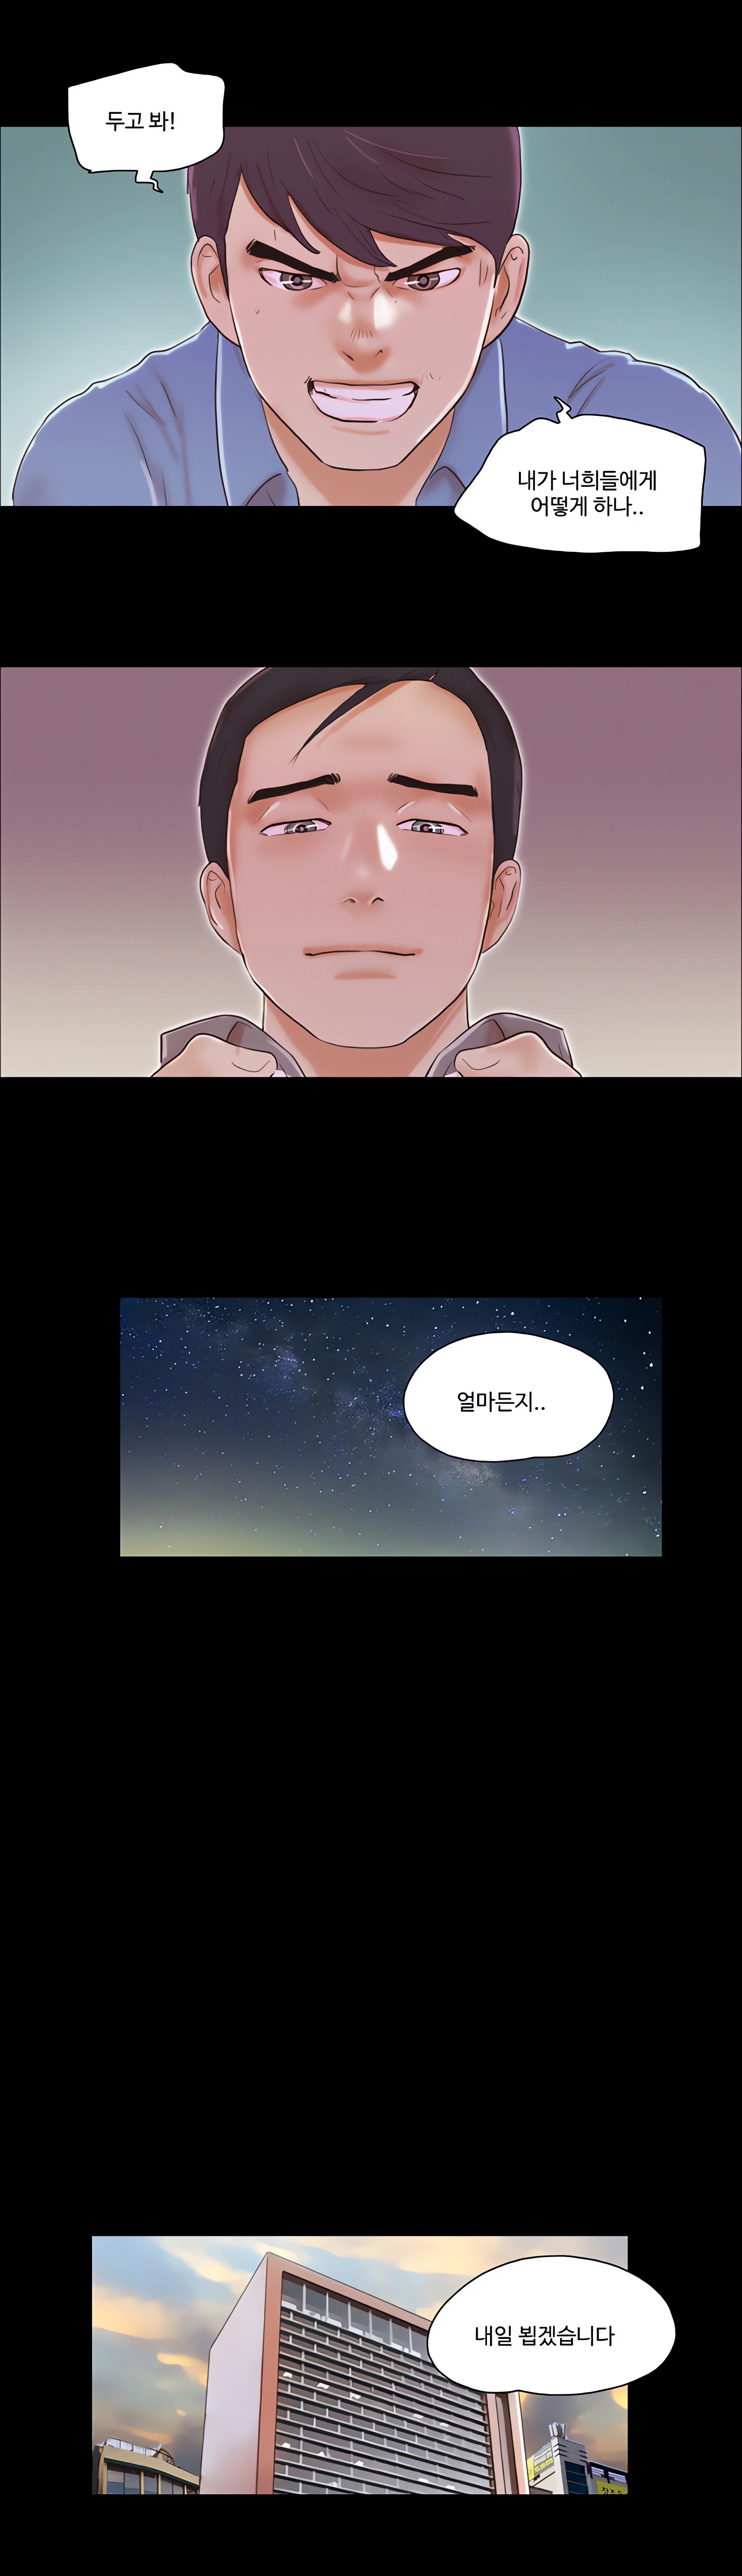 두고 봐!
내가 너희들에게
어떻게 하나..
얼마든지..
내일 뵙겠습니다